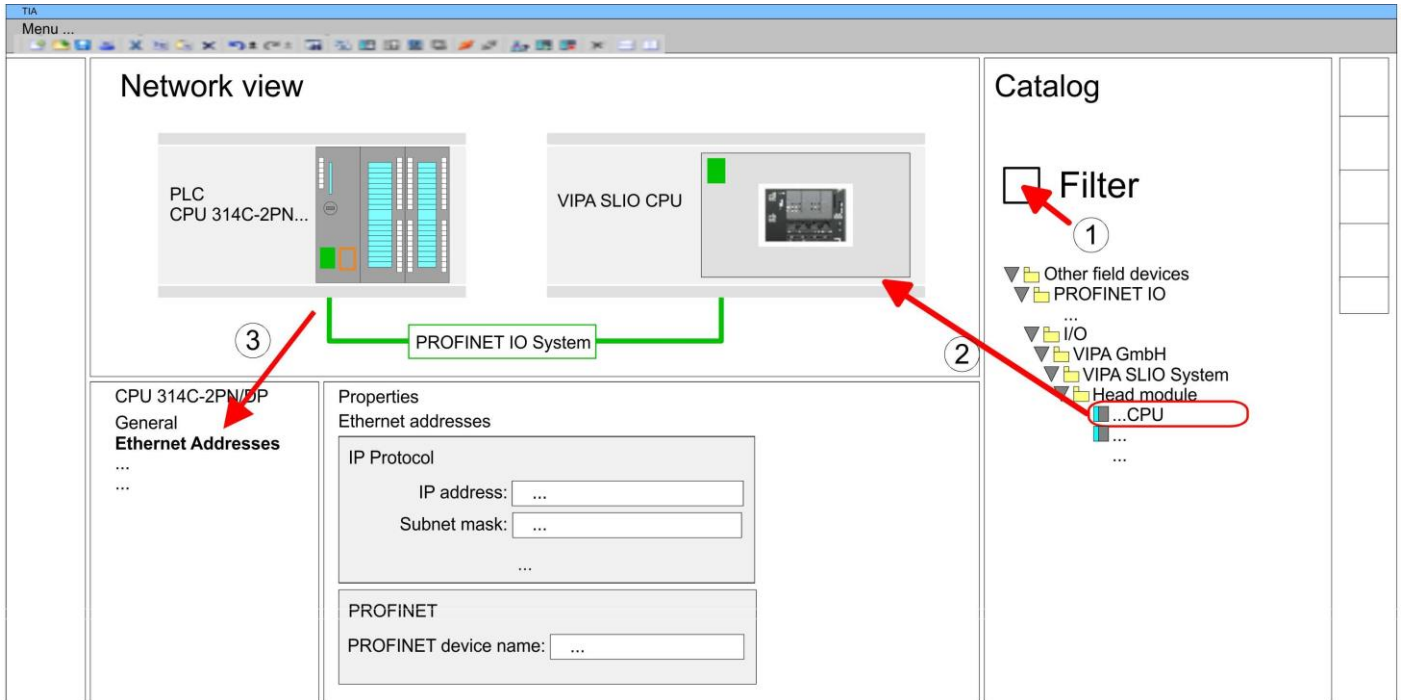 TIA
Menu ...
Network view
PLC
CPU 314C-2PN...
VIPA SLIO CPU
PROFINET IO System
3
2
Catalog
Filter
1
Other field devices
PROFINET IO
...
I/O
VIPA GmbH
VIPA SLIO System
Head module
...CPU
...
...
CPU 314C-2PN/DP
General
Ethernet Addresses
...
...
Properties
Ethernet addresses
IP Protocol
IP address: ...
Subnet mask: ...
...
PROFINET
PROFINET device name: ...